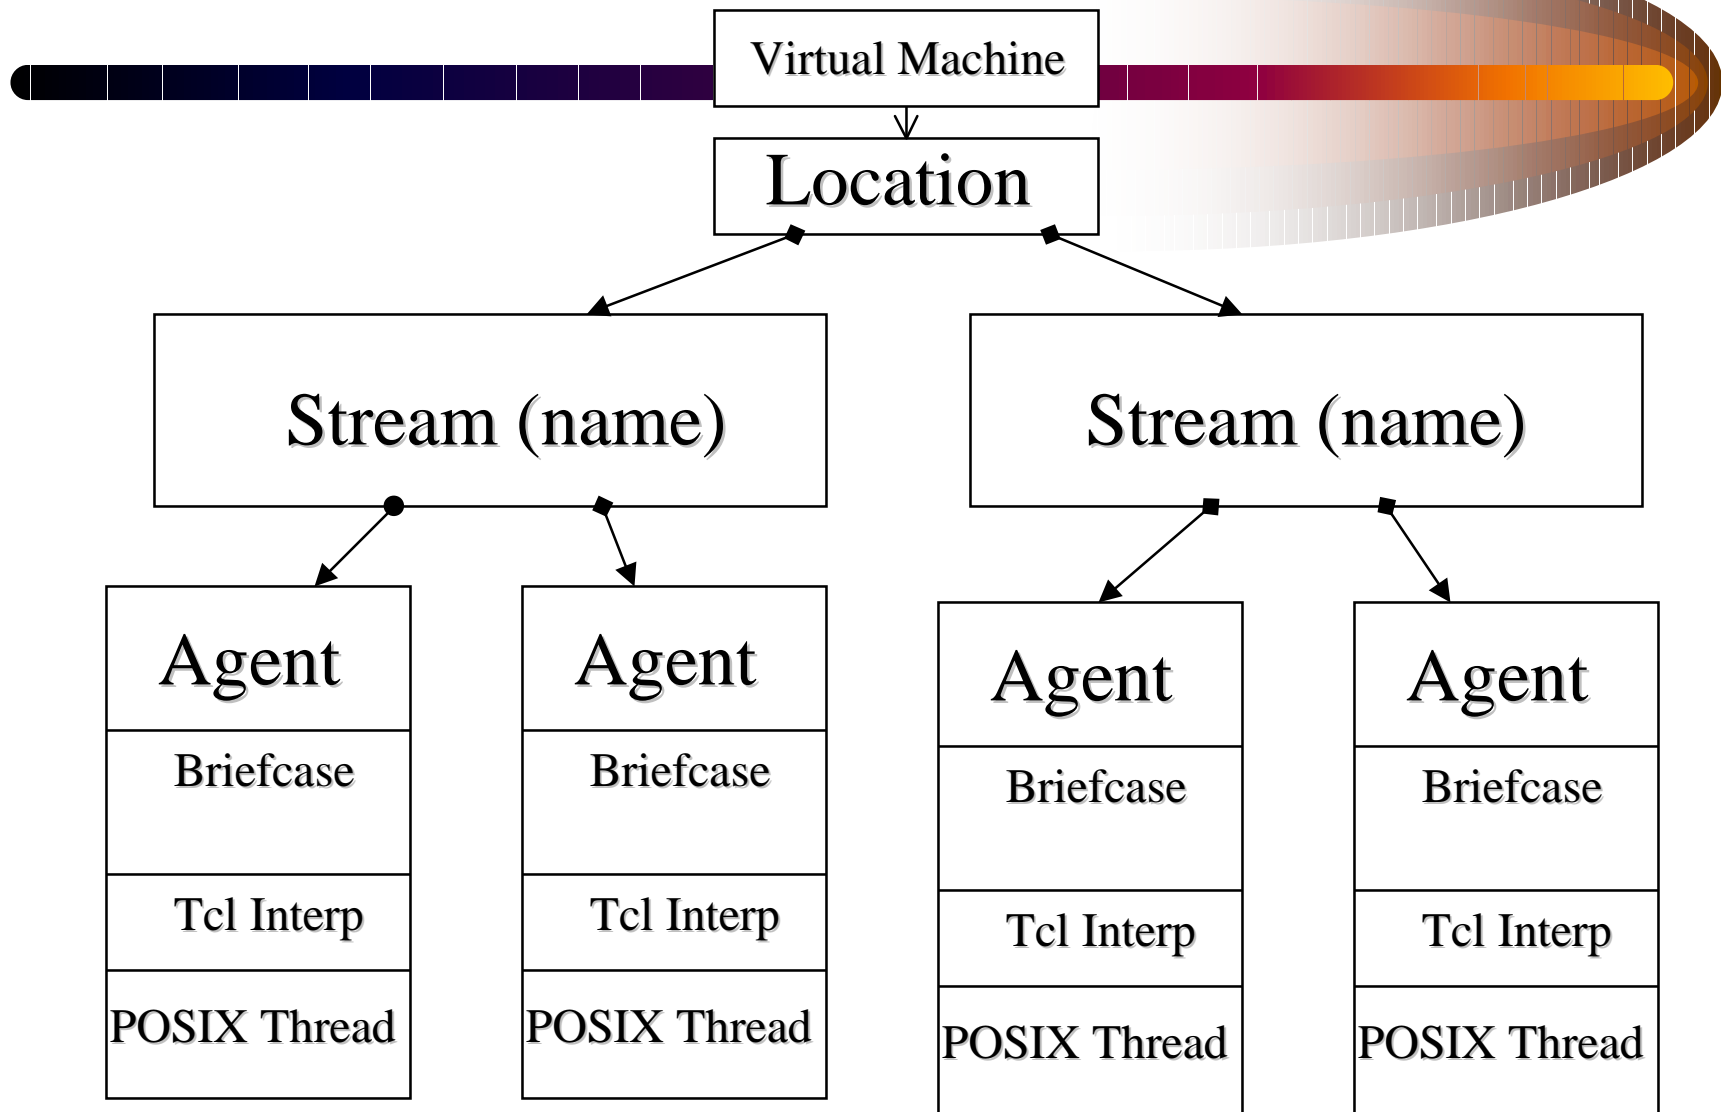 Virtual Machine
Location
Stream (name)
Stream (name)
Agent
Agent
Agent
Agent
Briefcase
Briefcase
Briefcase
Briefcase
Tcl Interp
Tcl Interp
Tcl Interp
Tcl Interp
POSIX Thread
POSIX Thread
POSIX Thread
POSIX Thread